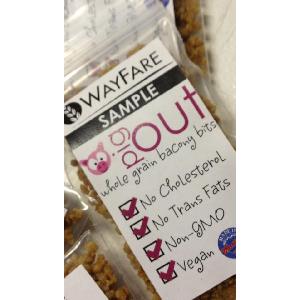 WAYFARE
SAMPLE
pig out
whole grain bacony bits
No Cholesterol
No Trans Fats
Non-GMO
Vegan